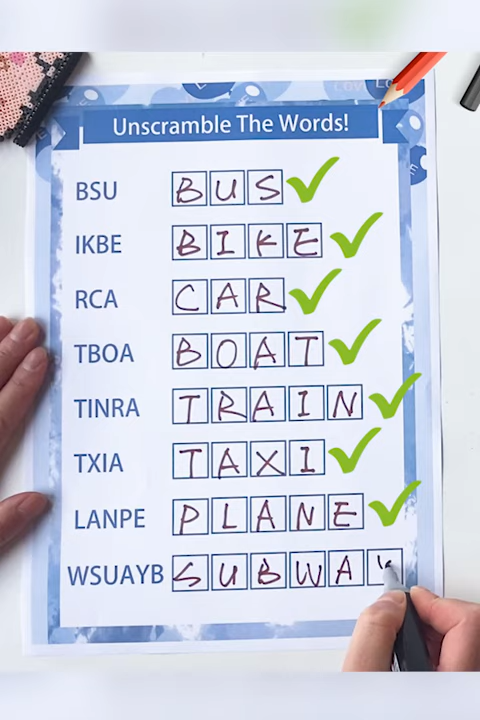 Unscramble The Words!
BSU BUS
IKBE BIKE
RCA CAR
TBOA BOAT
TINRA TRAIN
TXIA TAXI
LANPE PLANE
WSUAYB SUBWA